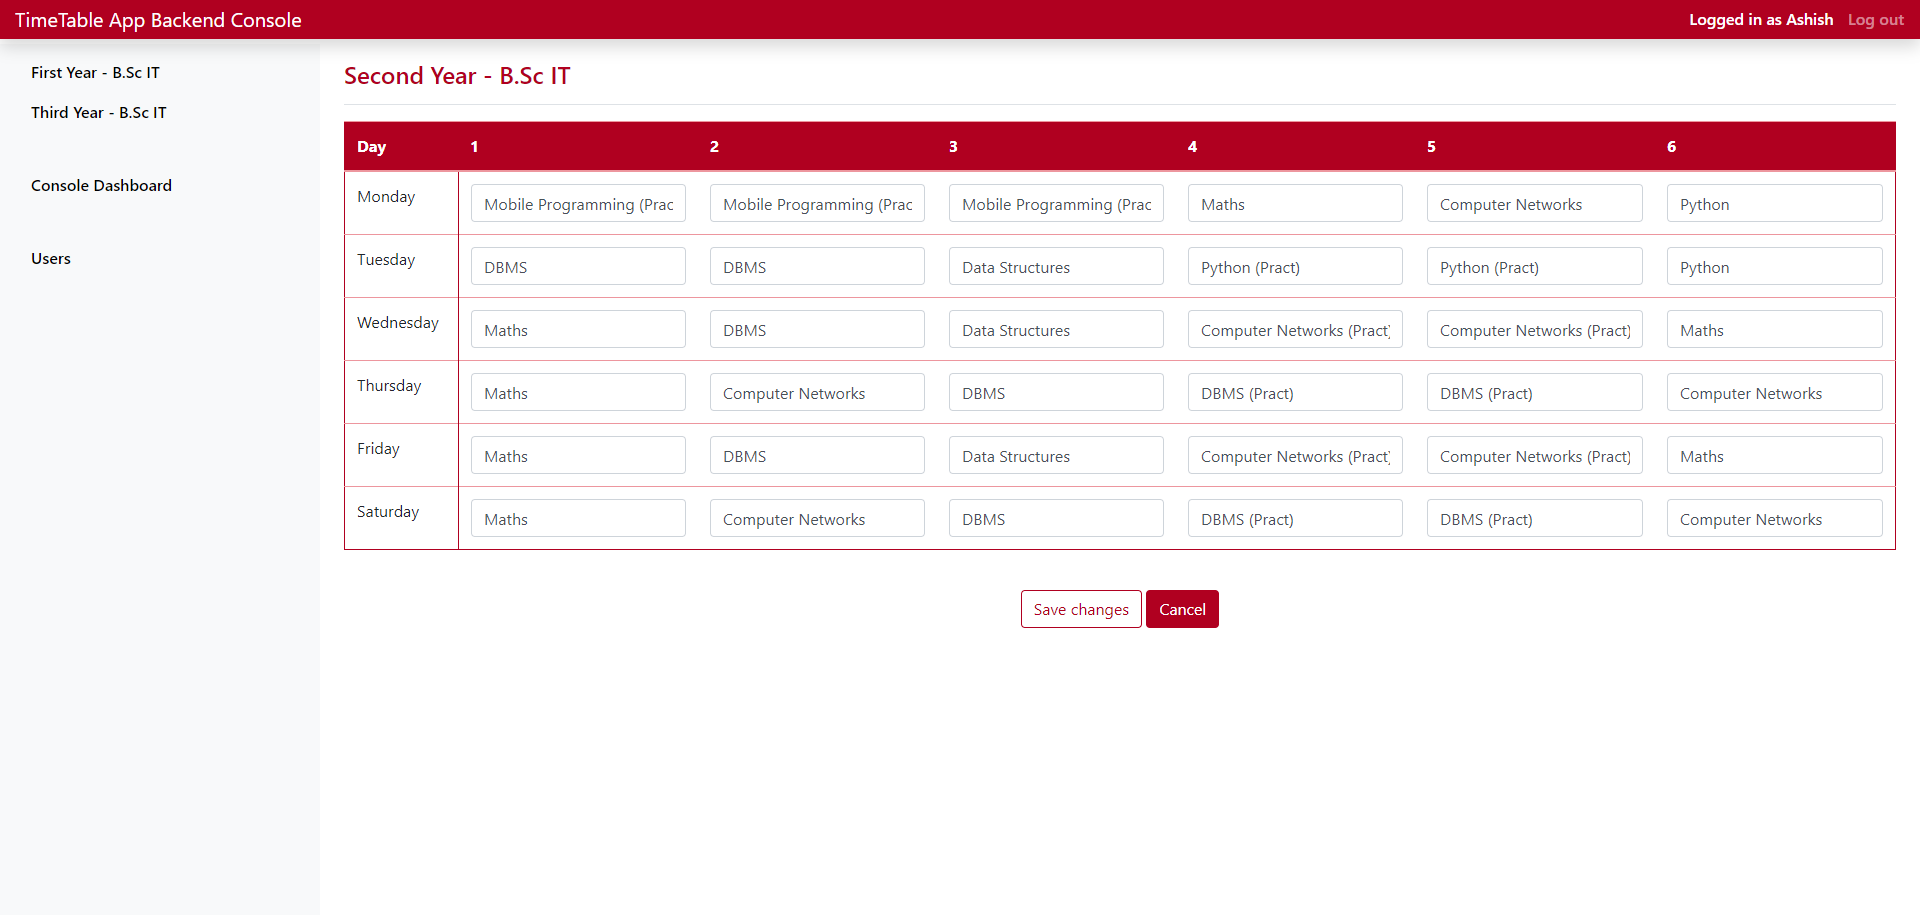 TimeTable App Backend Console Logged in as Ashish Log out
First Year - B.Sc IT
Third Year - B.Sc IT
Console Dashboard
Users
Second Year - B.Sc IT
Day 1 2 3 4 5 6
Monday Mobile Programming (Prac Mobile Programming (Prac Mobile Programming (Prac Maths Computer Networks Python
Tuesday DBMS DBMS Data Structures Python (Pract) Python (Pract) Python
Wednesday Maths DBMS Data Structures Computer Networks (Pract) Computer Networks (Pract) Maths
Thursday Maths Computer Networks DBMS DBMS (Pract) DBMS (Pract) Computer Networks
Friday Maths DBMS Data Structures Computer Networks (Pract) Computer Networks (Pract) Maths
Saturday Maths Computer Networks DBMS DBMS (Pract) DBMS (Pract) Computer Networks
Save changes Cancel